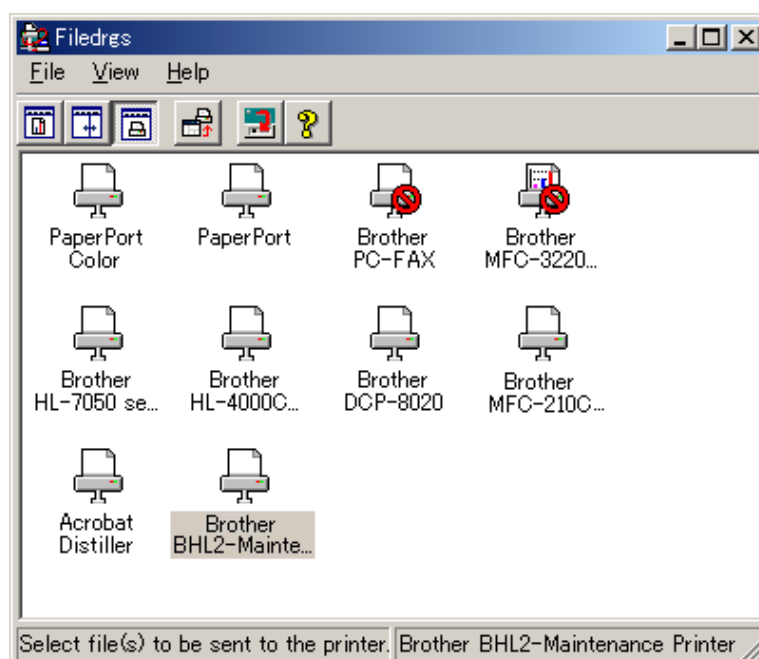 Filedrgs
File View Help
PaperPort
Color
PaperPort
Brother
PC-FAX
Brother
MFC-3220...
Brother
HL-7050 se...
Brother
HL-4000C...
Brother
DCP-8020
Brother
MFC-210C...
Acrobat
Distiller
Brother
BHL2-Mainte...
Select file(s) to be sent to the printer. Brother BHL2-Maintenance Printer